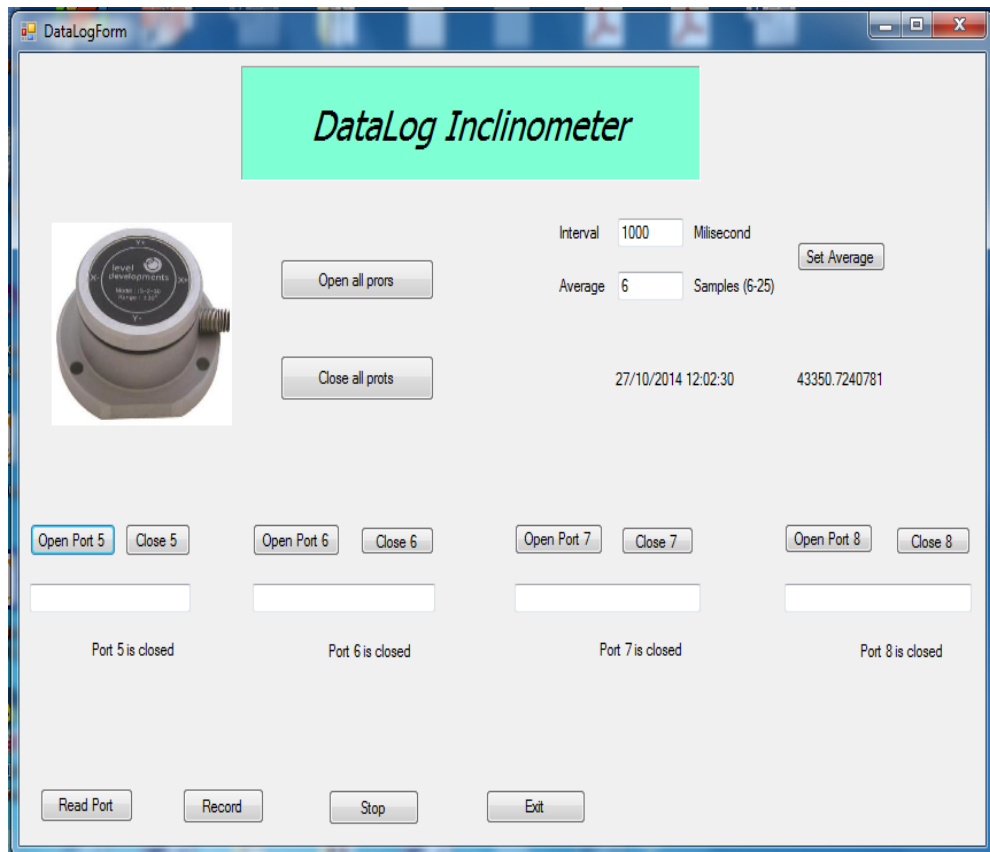 DataLogForm
DataLog Inclinometer
Interval 1000 Milisecond
Set Average
Average 6 Samples (6-25)
Open all prors
Close all prots
27/10/2014 12:02:30 43350.7240781
Y+
X- X+
level
developments
Open Port 5 Close 5 Open Port 6 Close 6 Open Port 7 Close 7 Open Port 8 Close 8
Port 5 is closed Port 6 is closed Port 7 is closed Port 8 is closed
Read Port Record Stop Exit